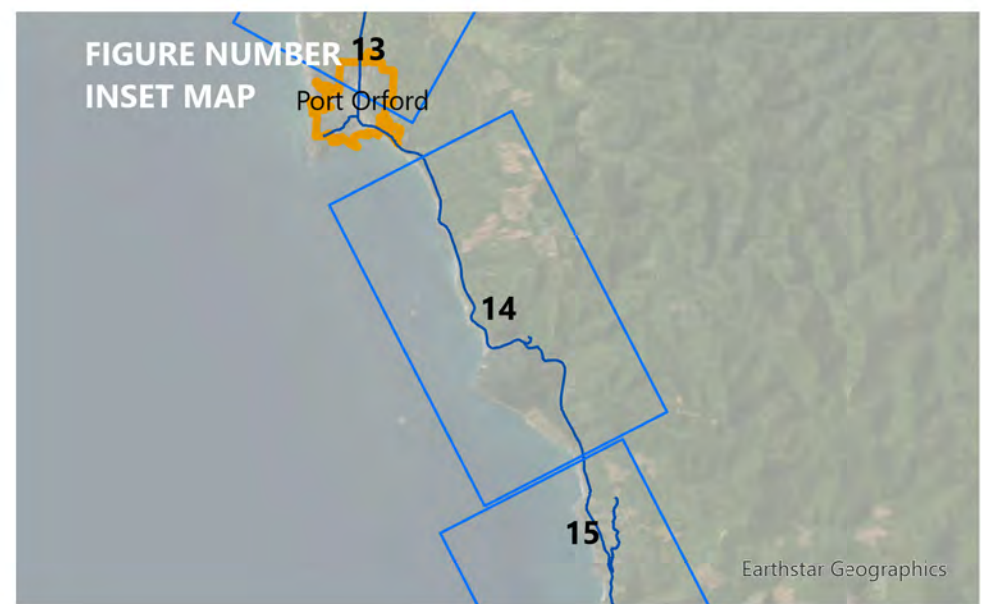 FIGURE NUMBER
INSET MAP
13
Port Orford
14
15
Earthstar Geographics